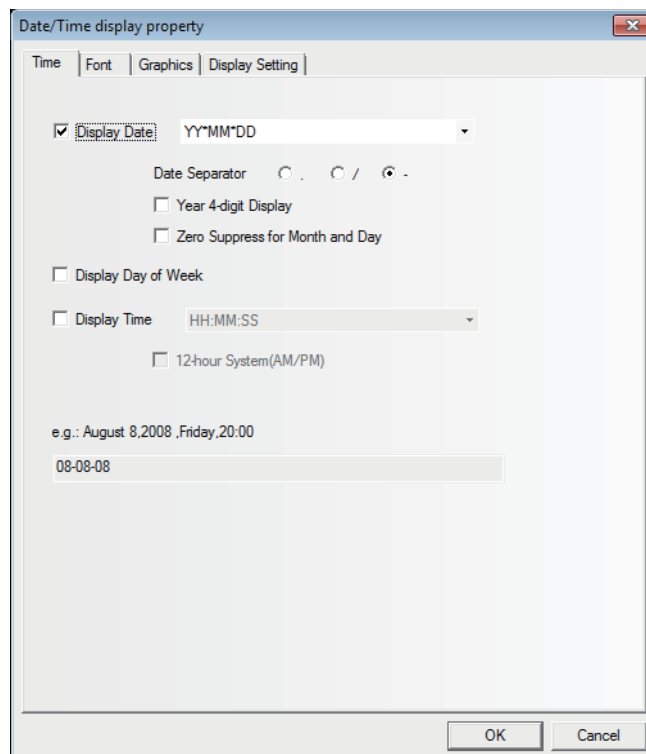 Date/Time display property
Time Font Graphics Display Setting
Display Date YY*MM*DD
Date Separator . / -
Year 4-digit Display
Zero Suppress for Month and Day
Display Day of Week
Display Time HH:MM:SS
12-hour System(AM/PM)
e.g.: August 8,2008 ,Friday,20:00
08-08-08
OK Cancel